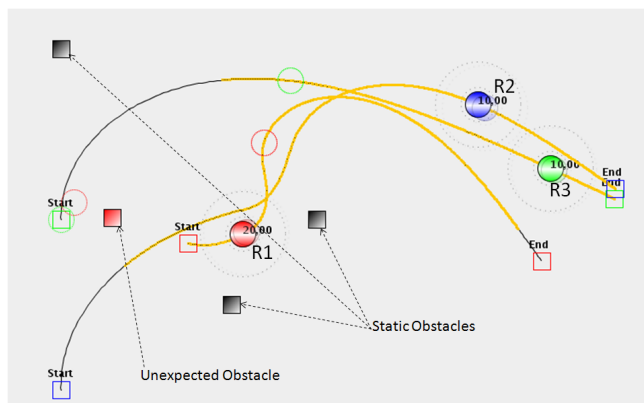 R2
10,00
10,00
R3
End
End
Start
Start
20,00
R1
End
Static Obstacles
Start
Unexpected Obstacle